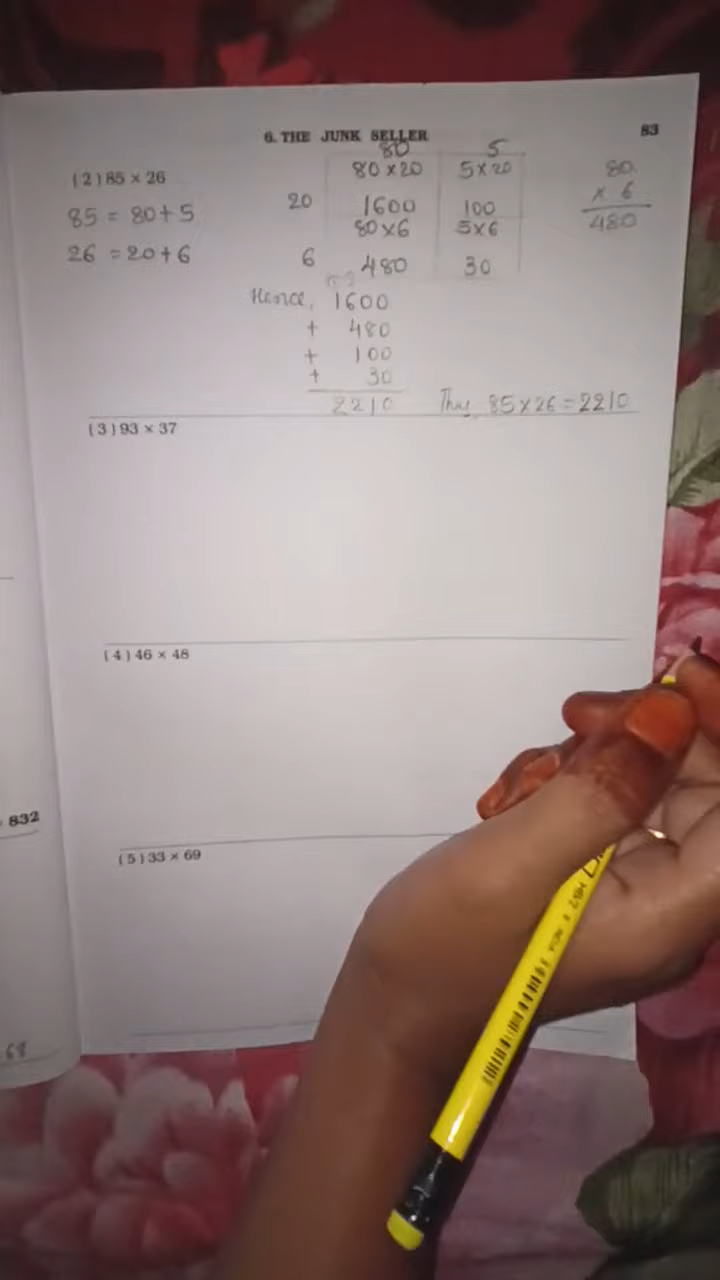 6. THE JUNK SELLER 83
(2) 85 × 26
85 = 80 + 5
26 = 20 + 6
80 5
80 × 20 5 × 20
20 1600 100
80 × 6 5 × 6
6 480 30
80
× 6
480
Hence, 1600
+ 480
+ 100
+ 30
2210 Thus, 85 × 26 = 2210
(3) 93 × 37
(4) 46 × 48
832
(5) 33 × 69
68